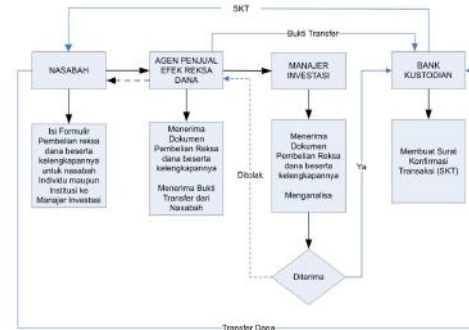 SKT
Bukti Transfer
NASABAH
AGEN PENJUAL
EFEK REKSA
DANA
MANAJER
INVESTASI
BANK
KUSTODIAN
Isi Formulir
Pembelian reksa
dana beserta
kelengkapannya
untuk nasabah
Individu maupun
Institusi ke
Manajer Investasi
Menerima
Dokumen
Pembelian Reksa
dana beserta
kelengkapannya
Menerima Bukti
Transfer dari
Nasabah
Ditolak
Menerima
Dokumen
Pembelian Reksa
dana beserta
kelengkapannya
Menganalisa
Ya
Membuat Surat
Konfirmasi
Transaksi (SKT)
Diterima
Transfer Dana